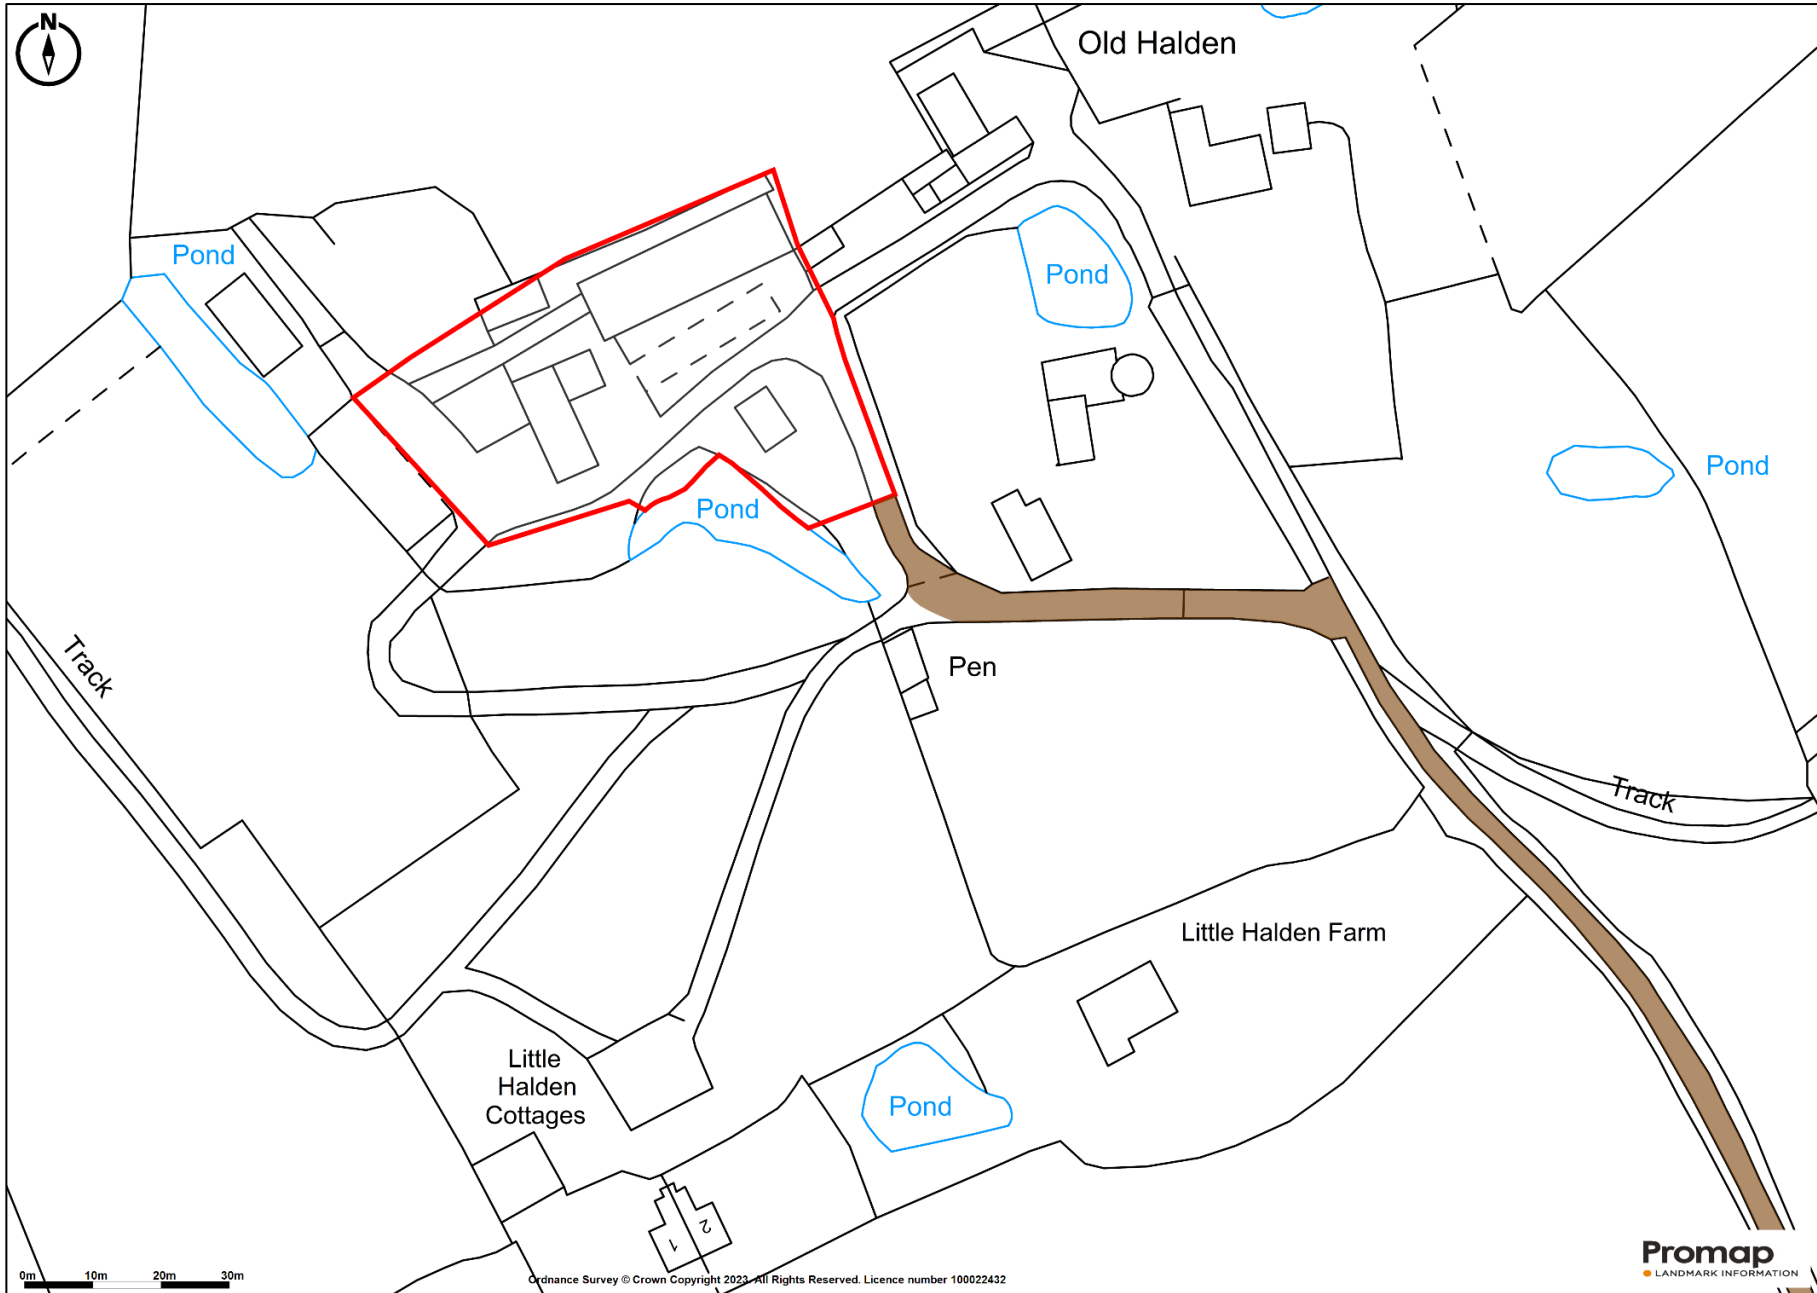 N
Old Halden
Pond
Pond
Pond
Pond
Pen
Track
Track
Little Halden Farm
Little
Halden
Cottages
Pond
1
2
0m 10m 20m 30m
Ordnance Survey © Crown Copyright 2023. All Rights Reserved. Licence number 100022432
Promap
LANDMARK INFORMATION